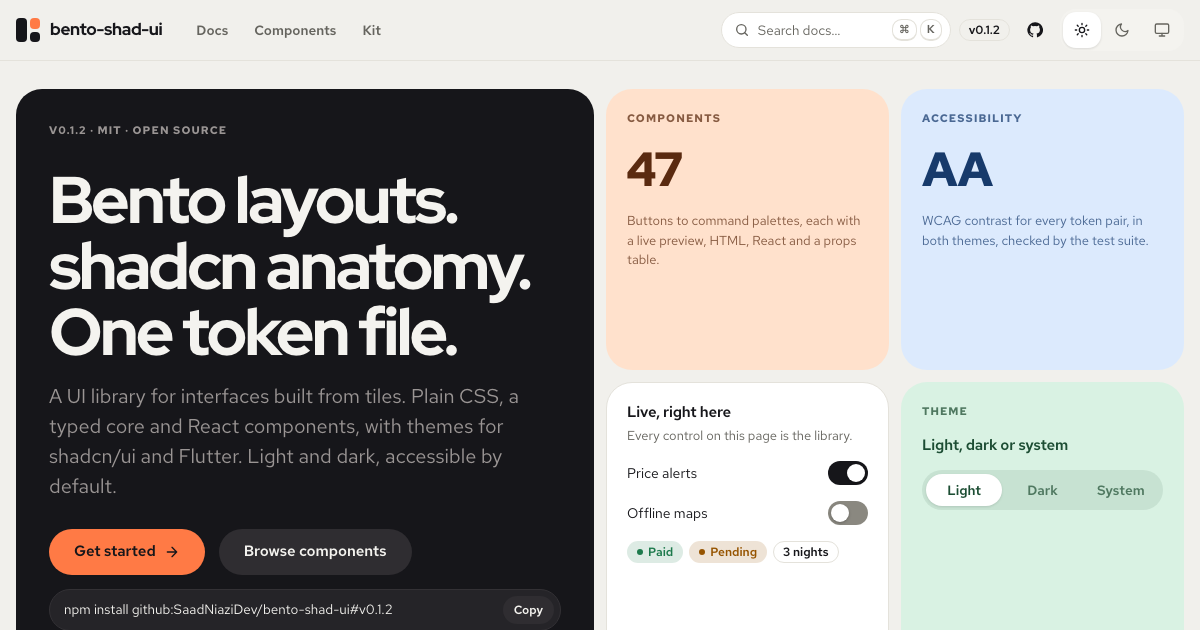 bento-shad-ui
Docs
Components
Kit
Search docs...
⌘
K
v0.1.2
V0.1.2 · MIT · OPEN SOURCE
Bento layouts.
shadcn anatomy.
One token file.
A UI library for interfaces built from tiles. Plain CSS, a
typed core and React components, with themes for
shadcn/ui and Flutter. Light and dark, accessible by
default.
Get started →
Browse components
npm install github:SaadNiaziDev/bento-shad-ui#v0.1.2
Copy
COMPONENTS
47
Buttons to command palettes, each with
a live preview, HTML, React and a props
table.
ACCESSIBILITY
AA
WCAG contrast for every token pair, in
both themes, checked by the test suite.
Live, right here
Every control on this page is the library.
Price alerts
Offline maps
Paid
Pending
3 nights
THEME
Light, dark or system
Light
Dark
System